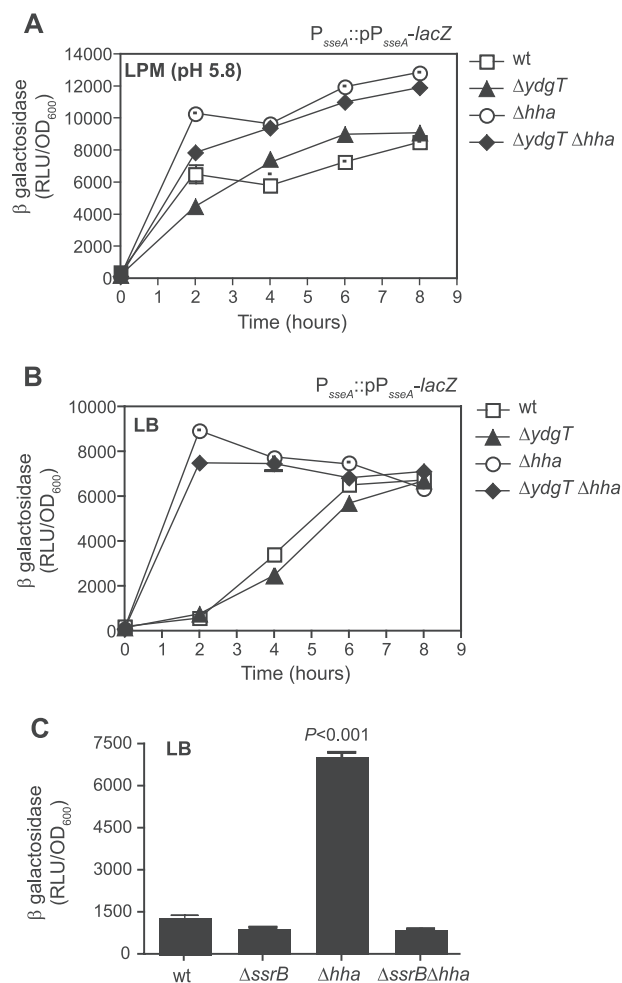 A
P_sseA::pP_sseA-lacZ
LPM (pH 5.8)
14000
12000
10000
8000
6000
4000
2000
0
β galactosidase
(RLU/OD600)
0 1 2 3 4 5 6 7 8 9
Time (hours)
wt
ΔydgT
Δhha
ΔydgT Δhha
B
P_sseA::pP_sseA-lacZ
LB
10000
8000
6000
4000
2000
0
β galactosidase
(RLU/OD600)
0 1 2 3 4 5 6 7 8 9
Time (hours)
wt
ΔydgT
Δhha
ΔydgT Δhha
C
LB
P<0.001
7500
6000
4500
3000
1500
0
β galactosidase
(RLU/OD600)
wt ΔssrB Δhha ΔssrBΔhha